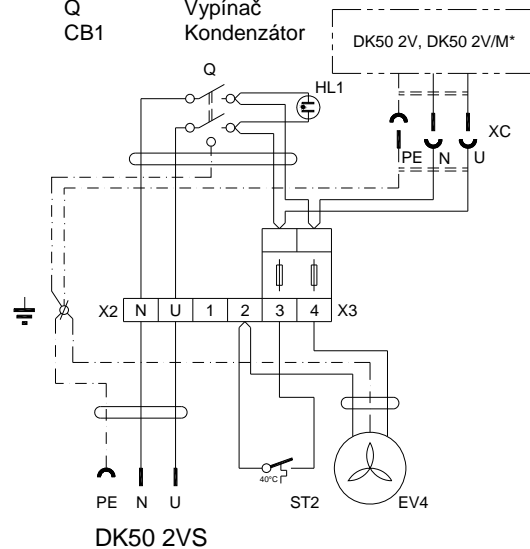 Q Vypínač
CB1 Kondenzátor
DK50 2V, DK50 2V/M*
Q
HL1
XC
PE N U
X2 N U 1 2 3 4 X3
40°C
ST2
EV4
PE N U
DK50 2VS